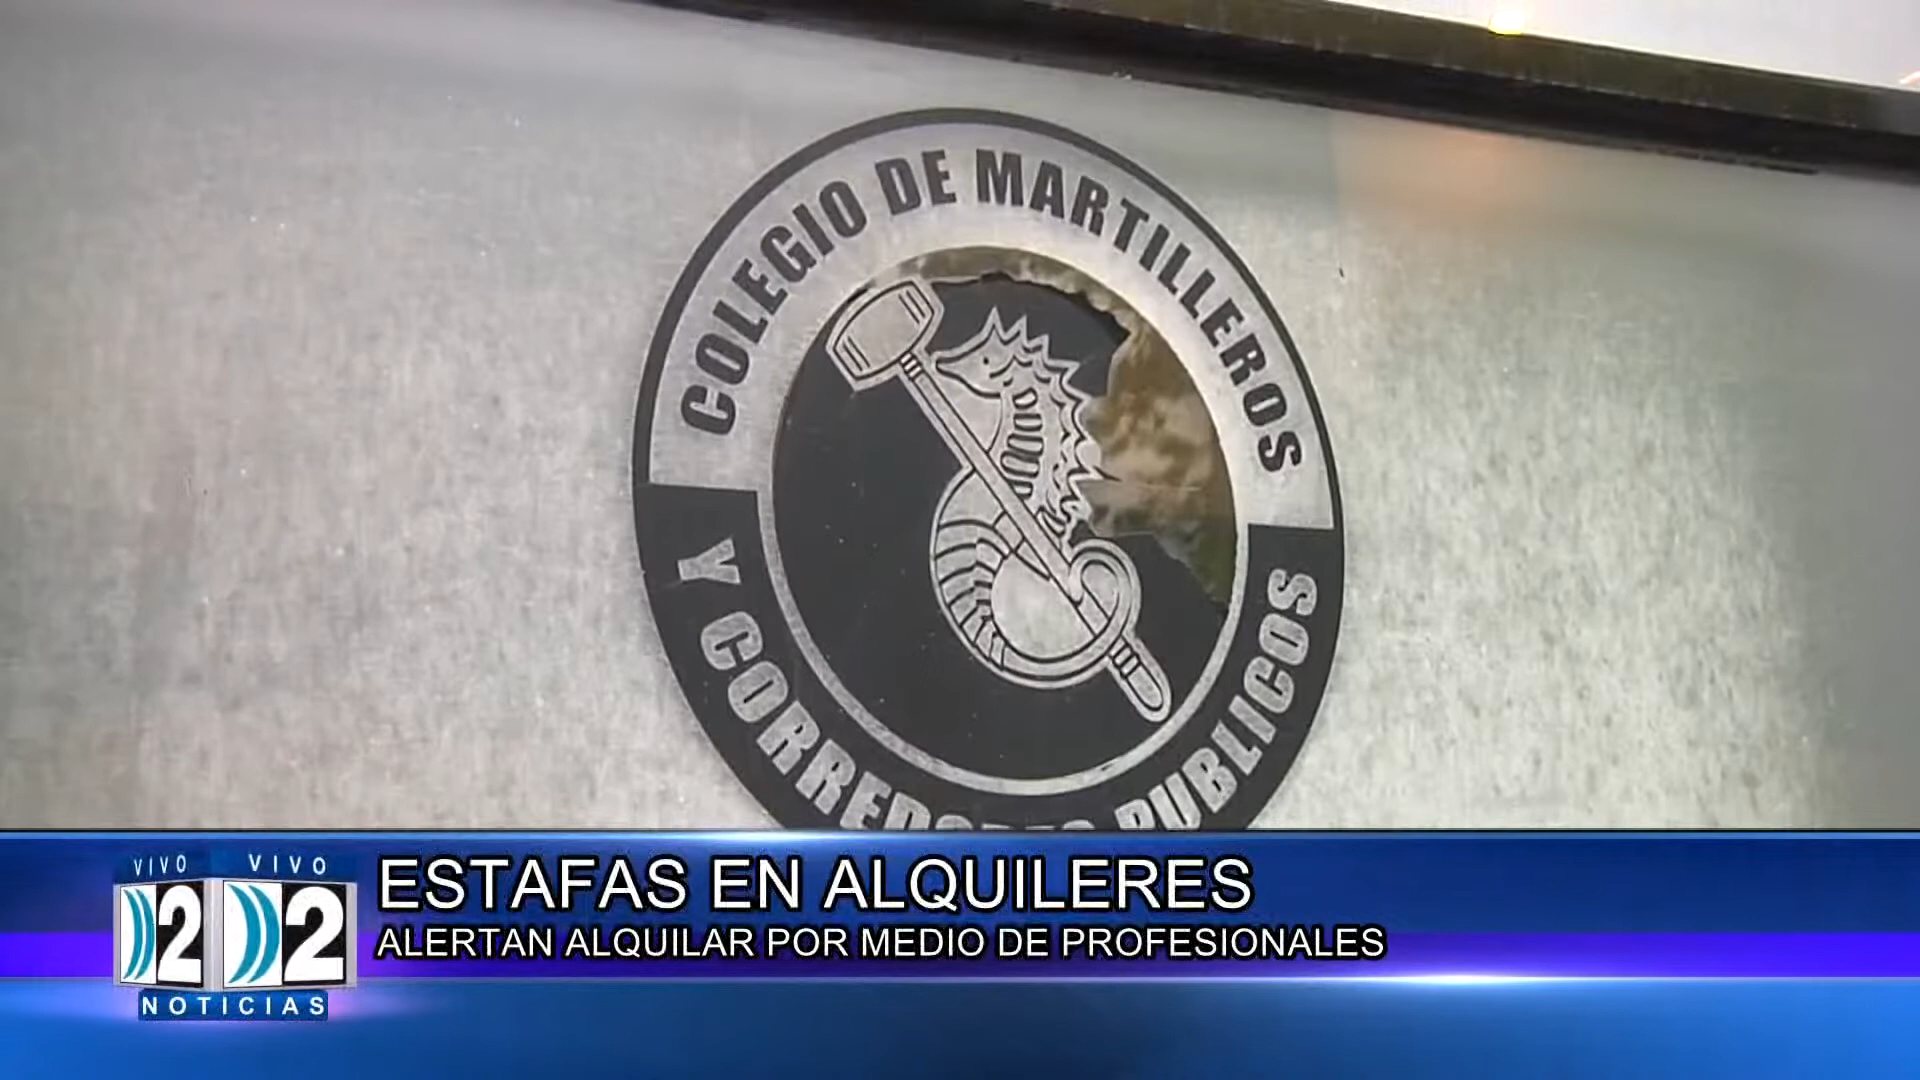 COLEGIO DE MARTILLEROS
Y CORREDORES PUBLICOS
VIVO VIVO
2 2
NOTICIAS
ESTAFAS EN ALQUILERES
ALERTAN ALQUILAR POR MEDIO DE PROFESIONALES